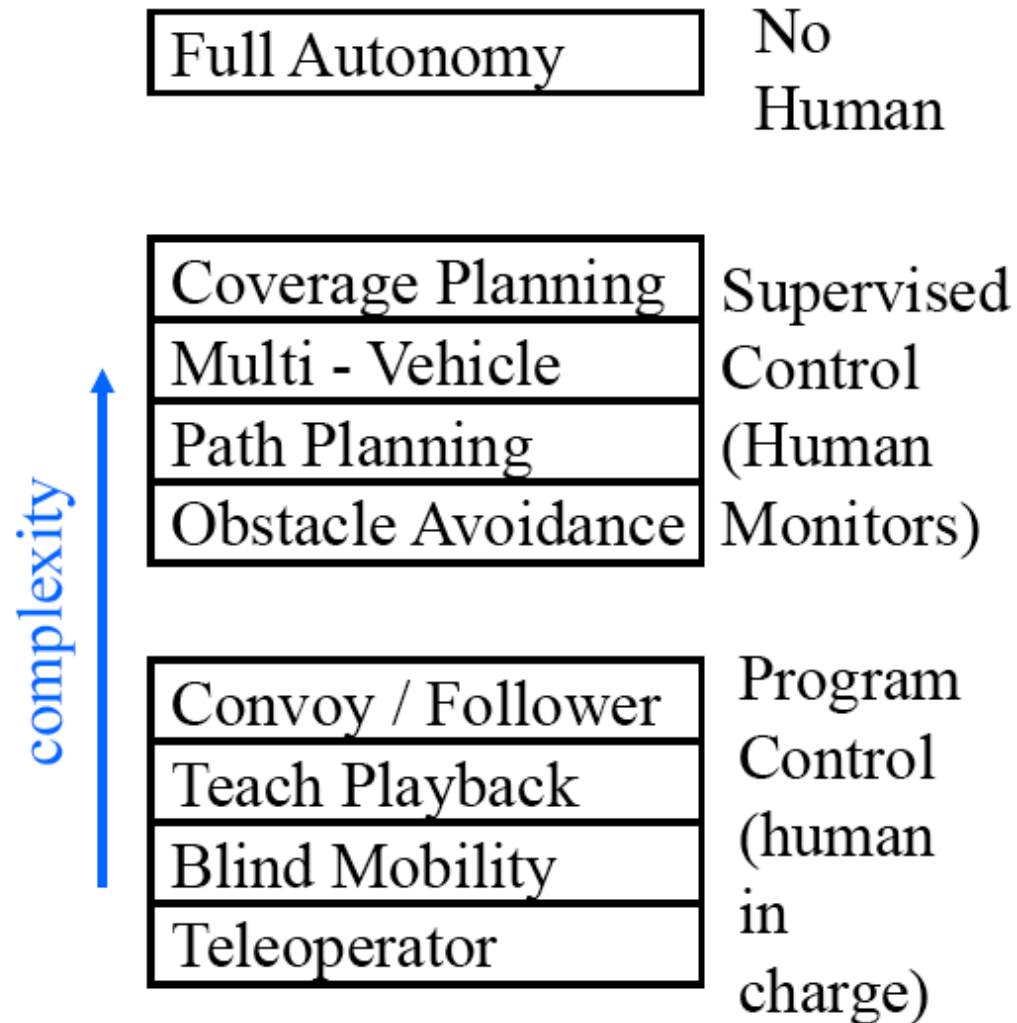 Full Autonomy
No
Human
Coverage Planning
Multi - Vehicle
Path Planning
Obstacle Avoidance
Supervised
Control
(Human
Monitors)
complexity
Convoy / Follower
Teach Playback
Blind Mobility
Teleoperator
Program
Control
(human
in
charge)